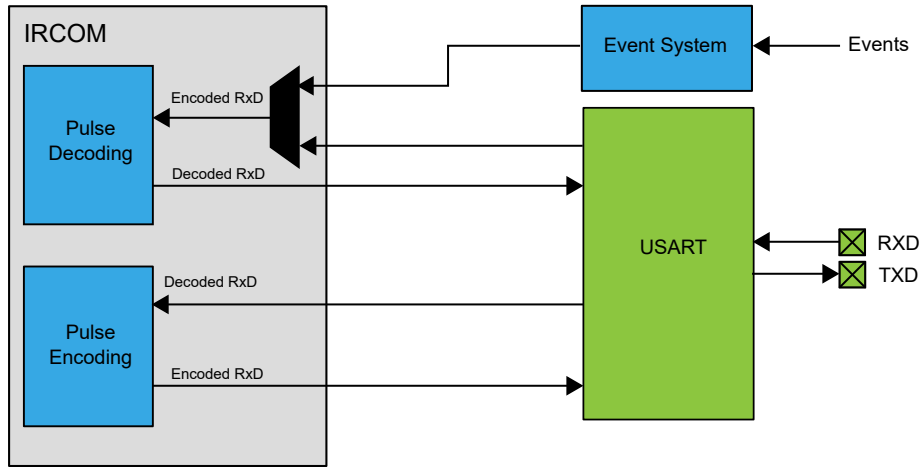 IRCOM
Event System
Events
Encoded RxD
Pulse
Decoding
Decoded RxD
USART
RXD
TXD
Decoded RxD
Pulse
Encoding
Encoded RxD